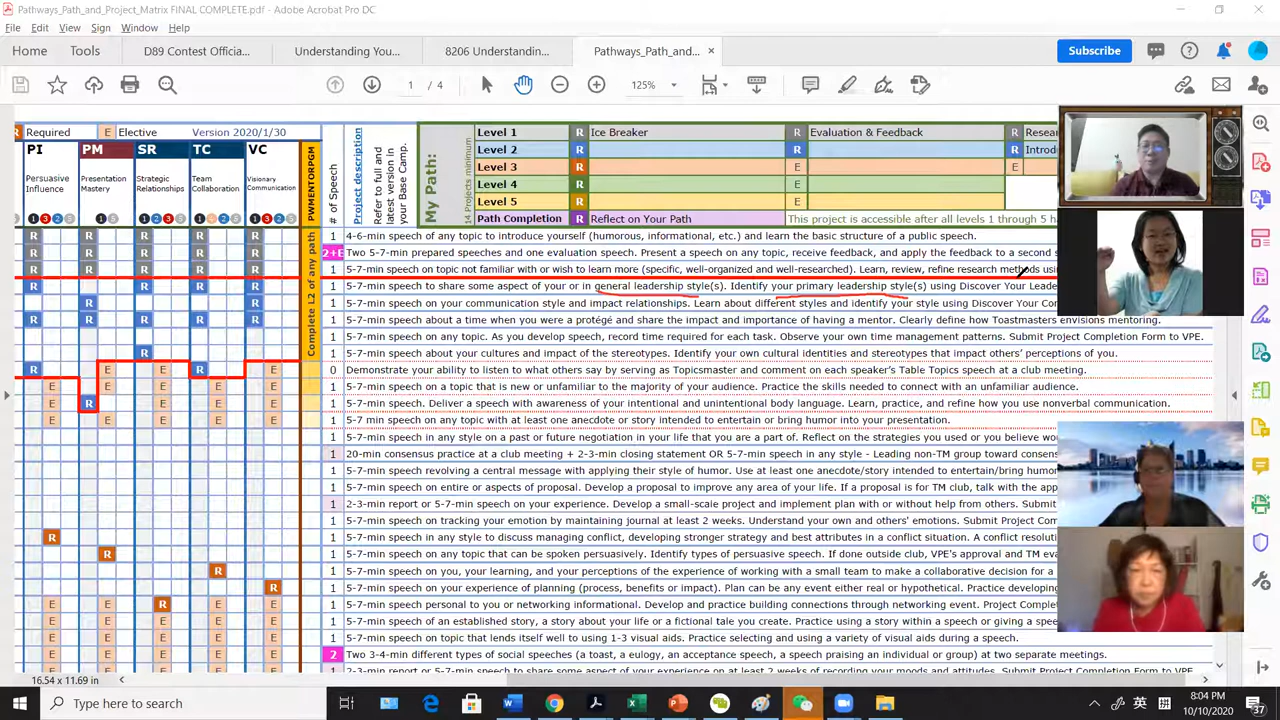 Pathways_Path_and_Project_Matrix FINAL COMPLETE.pdf - Adobe Acrobat Pro DC
File Edit View Sign Window Help
Home Tools D89 Contest Officia... Understanding You... 8206 Understandin... Pathways_Path_and_... × Subscribe
1 / 4 125%
R Required E Elective Version 2020/1/30
PI PM SR TC VC
Persuasive Influence
Presentation Mastery
Strategic Relationships
Team Collaboration
Visionary Communication
PWMENTORPGM
Complete L2 of any path
# of Speech
Project description
Refer to full and latest version in your Base Camp.
My Path:
14 Projects minimum
Level 1 R Ice Breaker R Evaluation & Feedback R Resear
Level 2 R R R Introd
Level 3 R E E
Level 4 R E
Level 5 R E
Path Completion R Reflect on Your Path This project is accessible after all levels 1 through 5 h
R R R R R 1 4-6-min speech of any topic to introduce yourself (humorous, informational, etc.) and learn the basic structure of a public speech.
R R R R R 2+E Two 5-7-min prepared speeches and one evaluation speech. Present a speech on any topic, receive feedback, and apply the feedback to a second s
R R R R R 1 5-7-min speech on topic not familiar with or wish to learn more (specific, well-organized and well-researched). Learn, review, refine research methods usi
R R R R R 1 5-7-min speech to share some aspect of your or in general leadership style(s). Identify your primary leadership style(s) using Discover Your Leade
R R R R R 1 5-7-min speech on your communication style and impact relationships. Learn about different styles and identify your style using Discover Your Con
R R R R R 1 5-7-min speech about a time when you were a protégé and share the impact and importance of having a mentor. Clearly define how Toastmasters envisions mentoring.
1 5-7-min speech. As you develop speech, record time required for each task. Observe your own time management patterns. Submit Project Completion Form to VPE.
R 1 5-7-min speech about your cultures and impact of the stereotypes. Identify your own cultural identities and stereotypes that impact others' perceptions of you.
R E E R E 0 Demonstrate your ability to listen to what others say by serving as Topicsmaster and comment on each speaker's Table Topics speech at a club meeting.
E E E E E 1 5-7-min speech on a topic that is new or unfamiliar to the majority of your audience. Practice the skills needed to connect with an unfamiliar audience.
E R E E E 1 5-7-min speech. Deliver a speech with awareness of your intentional and unintentional body language. Learn, practice, and refine how you use nonverbal communication.
E E E E E 1 5-7 min speech on any topic with at least one anecdote or story intended to entertain or bring humor into your presentation.
1 5-7-min speech in any style on a past or future negotiation in your life that you are a part of. Reflect on the strategies you used or you believe wo
1 20-min consensus practice at a club meeting + 2-3-min closing statement OR 5-7-min speech in any style - Leading non-TM group toward consens
1 5-7-min speech revolving a central message with applying their style of humor. Use at least one anecdote/story intended to entertain/bring humor
1 5-7-min speech on entire or aspects of proposal. Develop a proposal to improve any area of your life. If a proposal is for TM club, talk with the app
1 2-3-min report or 5-7-min speech on your experience. Develop a small-scale project and implement plan with or without help from others. Submit
1 5-7-min speech on tracking your emotion by maintaining journal at least 2 weeks. Understand your own and others' emotions. Submit Project Com
R 1 5-7-min speech in any style to discuss managing conflict, developing stronger strategy and best attributes in a conflict situation. A conflict resoluti
R 1 5-7-min speech on any topic that can be spoken persuasively. Identify types of persuasive speech. If done outside club, VPE's approval and TM eva
R 1 5-7-min speech on you, your learning, and your perceptions of the experience of working with a small team to make a collaborative decision for a
R 1 5-7-min speech on your experience of planning (process, benefits or impact). Plan can be any event either real or hypothetical. Practice developing
E E R E E 1 5-7-min speech personal to you or networking informational. Develop and practice building connections through networking event. Project Complet
E E E E E 1 5-7-min speech of an established story, a story about your life or a fictional tale you create. Practice using a story within a speech or giving a spee
E E E E E 1 5-7-min speech on topic that lends itself well to using 1-3 visual aids. Practice selecting and using a variety of visual aids during a speech.
E E E E E 2 Two 3-4-min different types of social speeches (a toast, a eulogy, an acceptance speech, a speech praising an individual or group) at two separate meetings.
16.54 x 11.69 in
Type here to search
英 拼
8:04 PM
10/10/2020
37